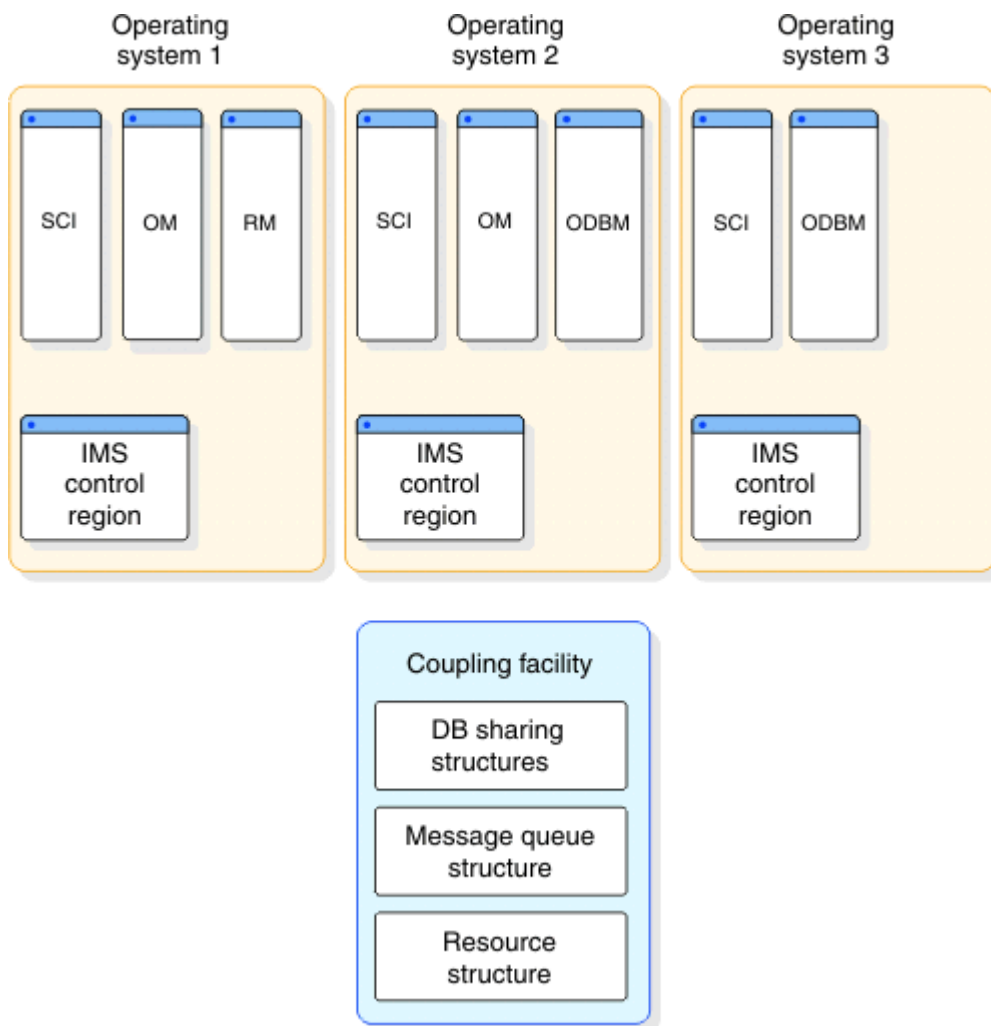 Operating
system 1
Operating
system 2
Operating
system 3
SCI
OM
RM
SCI
OM
ODBM
SCI
ODBM
IMS
control
region
IMS
control
region
IMS
control
region
Coupling facility
DB sharing
structures
Message queue
structure
Resource
structure